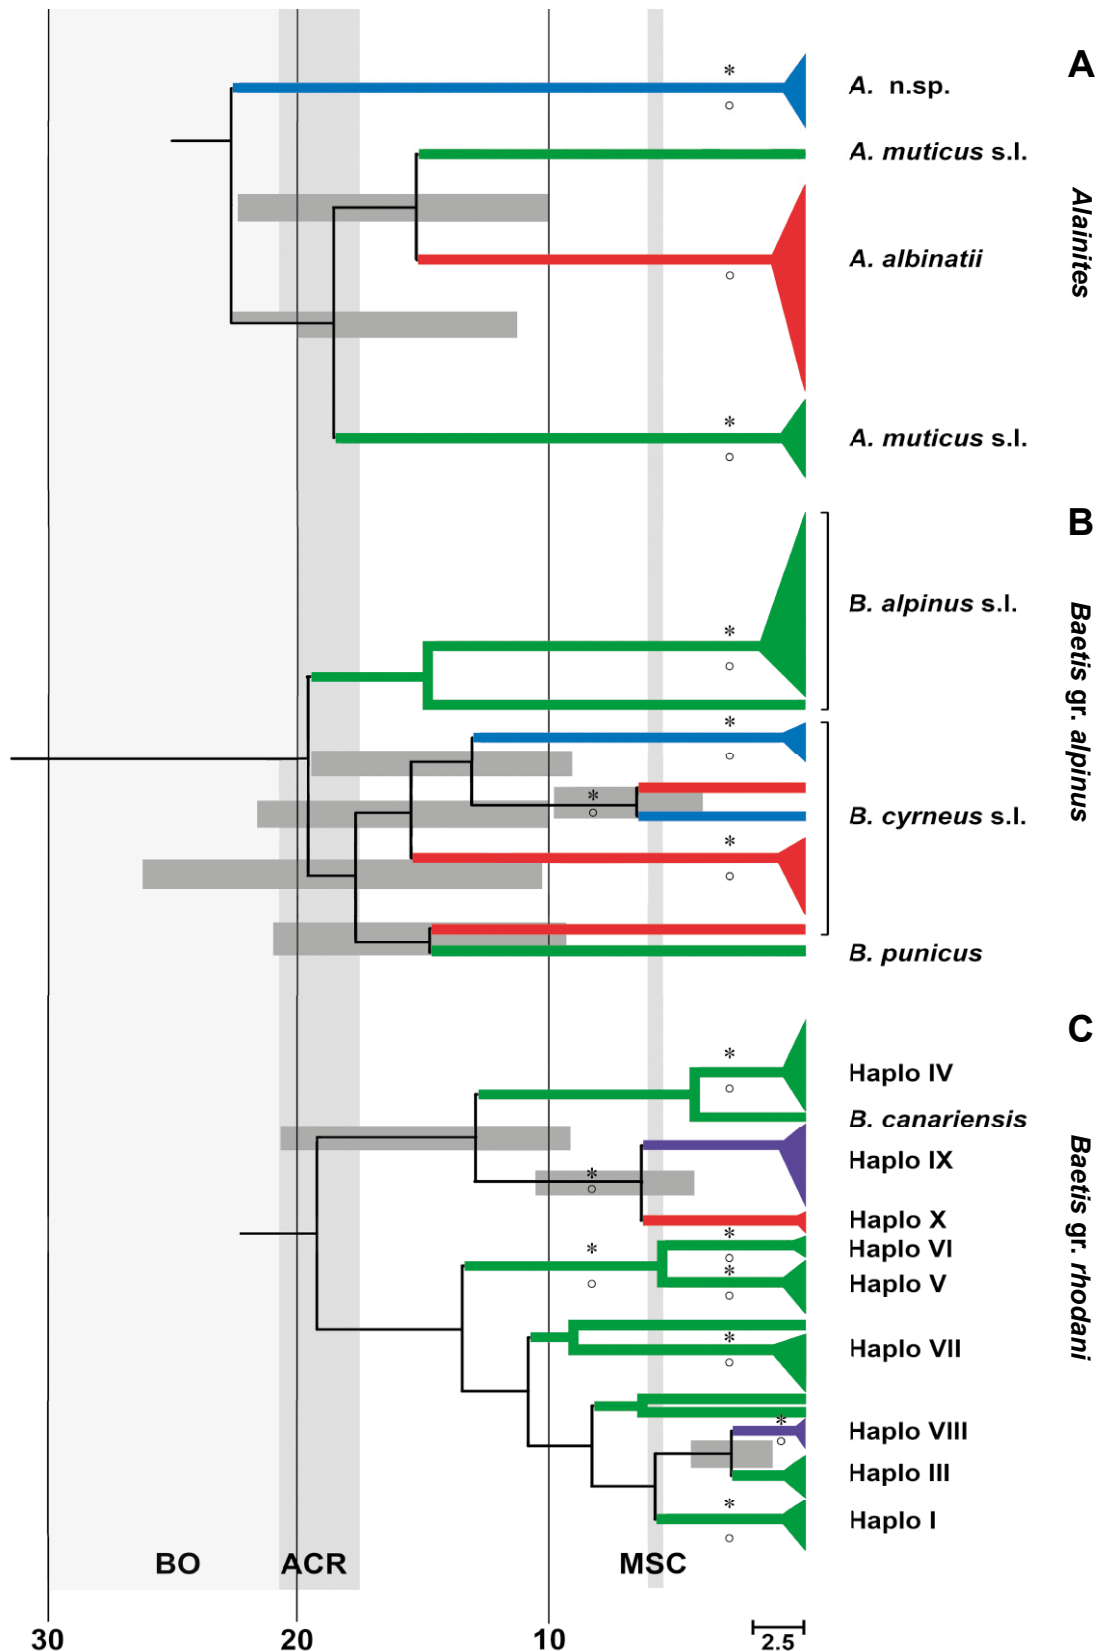 A
A. n.sp.
A. muticus s.l.
Alainites
A. albinatii
A. muticus s.l.
B
B. alpinus s.l.
Baetis gr. alpinus
B. cyrneus s.l.
B. punicus
C
Haplo IV
B. canariensis
Haplo IX
Baetis gr. rhodani
Haplo X
Haplo VI
Haplo V
Haplo VII
Haplo VIII
Haplo III
Haplo I
BO ACR MSC
30 20 10 2.5